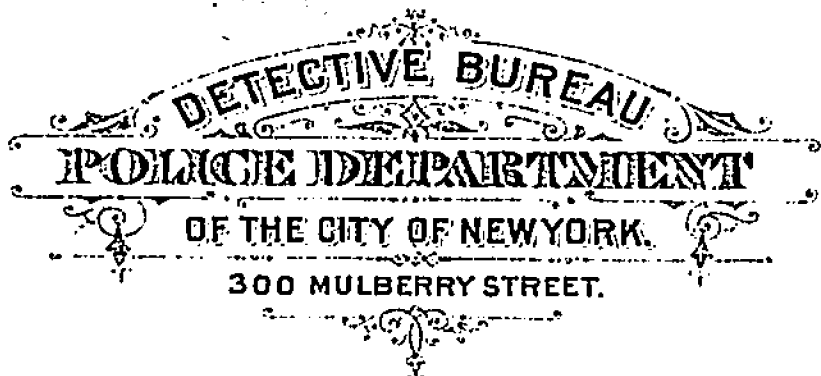 DETECTIVE BUREAU
POLICE DEPARTMENT
OF THE CITY OF NEW YORK.
300 MULBERRY STREET.